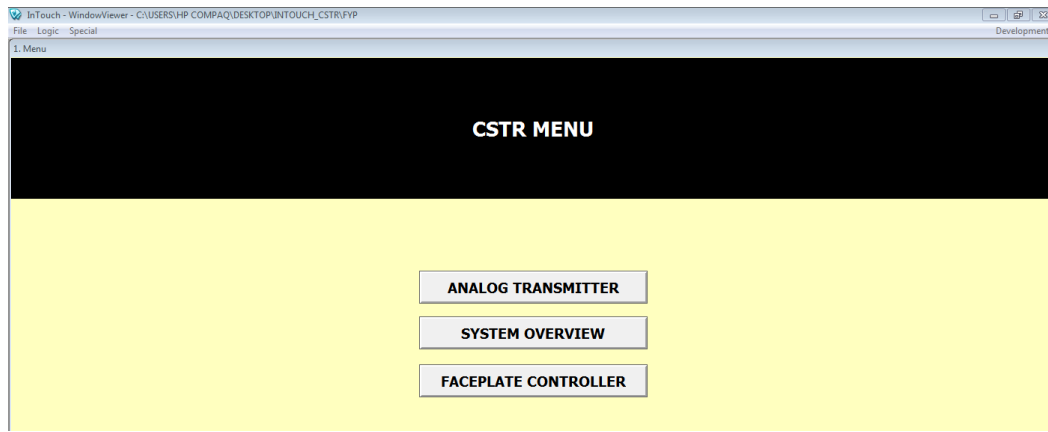 InTouch - WindowViewer - C:\USERS\HP COMPAQ\DESKTOP\INTOUCH_CSTR\FYP
File Logic Special Development
1. Menu
CSTR MENU
ANALOG TRANSMITTER
SYSTEM OVERVIEW
FACEPLATE CONTROLLER